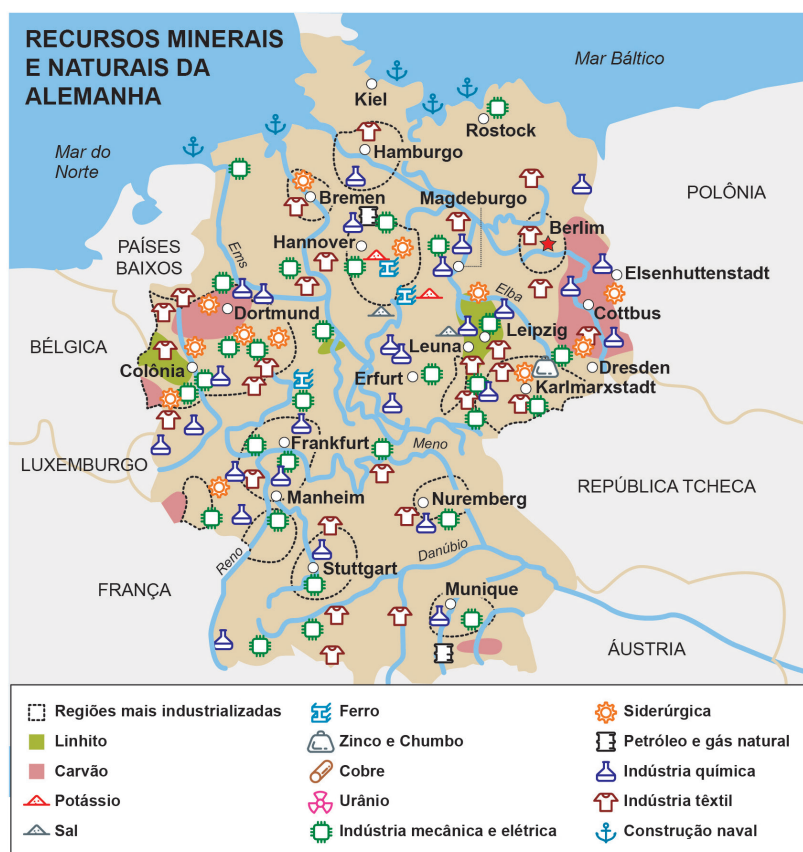 RECURSOS MINERAIS
E NATURAIS DA
ALEMANHA
Mar Báltico
Kiel
Rostock
Mar do
Norte
Hamburgo
POLÔNIA
Bremen
Magdeburgo
Berlim
PAÍSES
BAIXOS
Ems
Hannover
Elsenhuttenstadt
Elba
Dortmund
Cottbus
BÉLGICA
Leipzig
Leuna
Colônia
Erfurt
Dresden
Karlmarxstadt
Frankfurt
Meno
LUXEMBURGO
REPÚBLICA TCHECA
Manheim
Nuremberg
Reno
Danúbio
Stuttgart
FRANÇA
Munique
ÁUSTRIA
Regiões mais industrializadas
Linhito
Carvão
Potássio
Sal
Ferro
Zinco e Chumbo
Cobre
Urânio
Indústria mecânica e elétrica
Siderúrgica
Petróleo e gás natural
Indústria química
Indústria têxtil
Construção naval